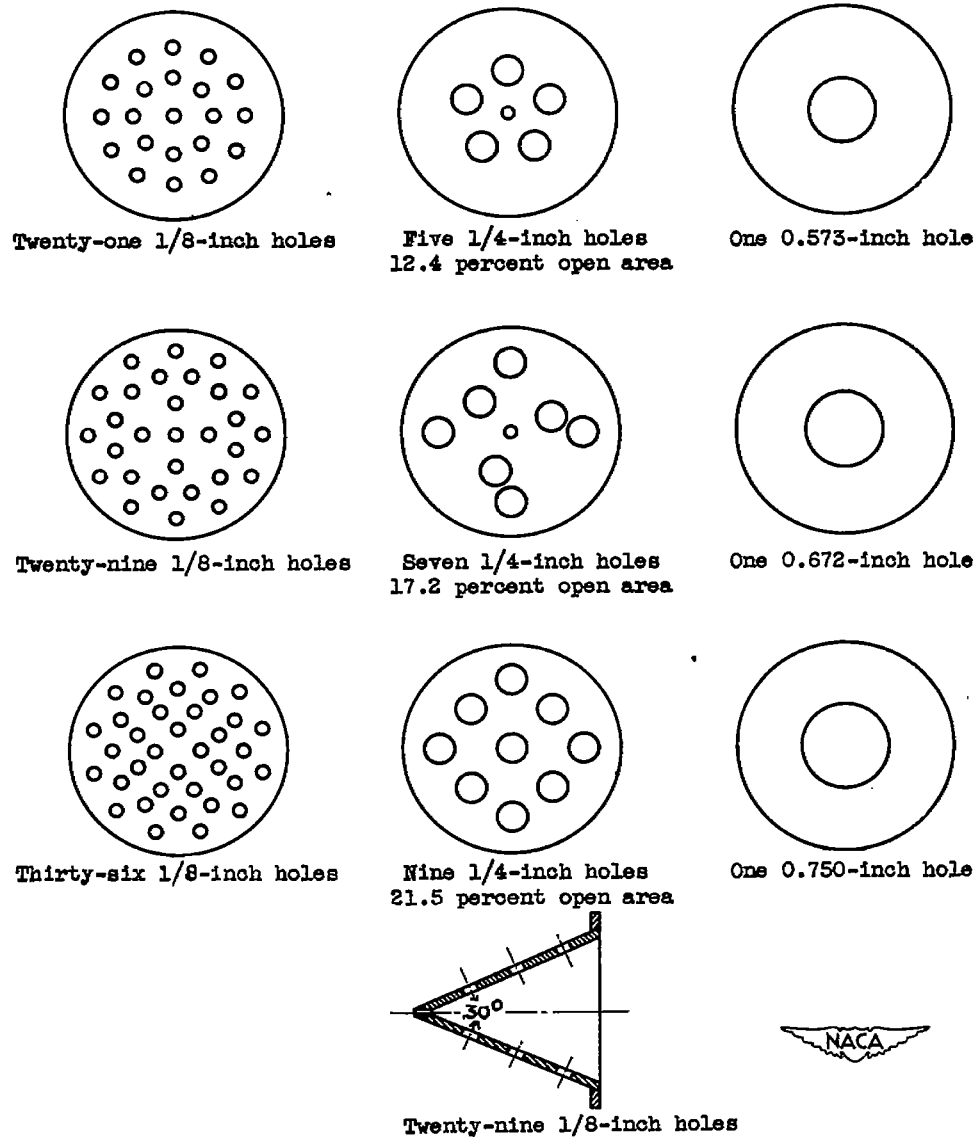 Twenty-one 1/8-inch holes
Five 1/4-inch holes
12.4 percent open area
One 0.573-inch hole
Twenty-nine 1/8-inch holes
Seven 1/4-inch holes
17.2 percent open area
One 0.672-inch hole
Thirty-six 1/8-inch holes
Nine 1/4-inch holes
21.5 percent open area
One 0.750-inch hole
30°
NACA
Twenty-nine 1/8-inch holes